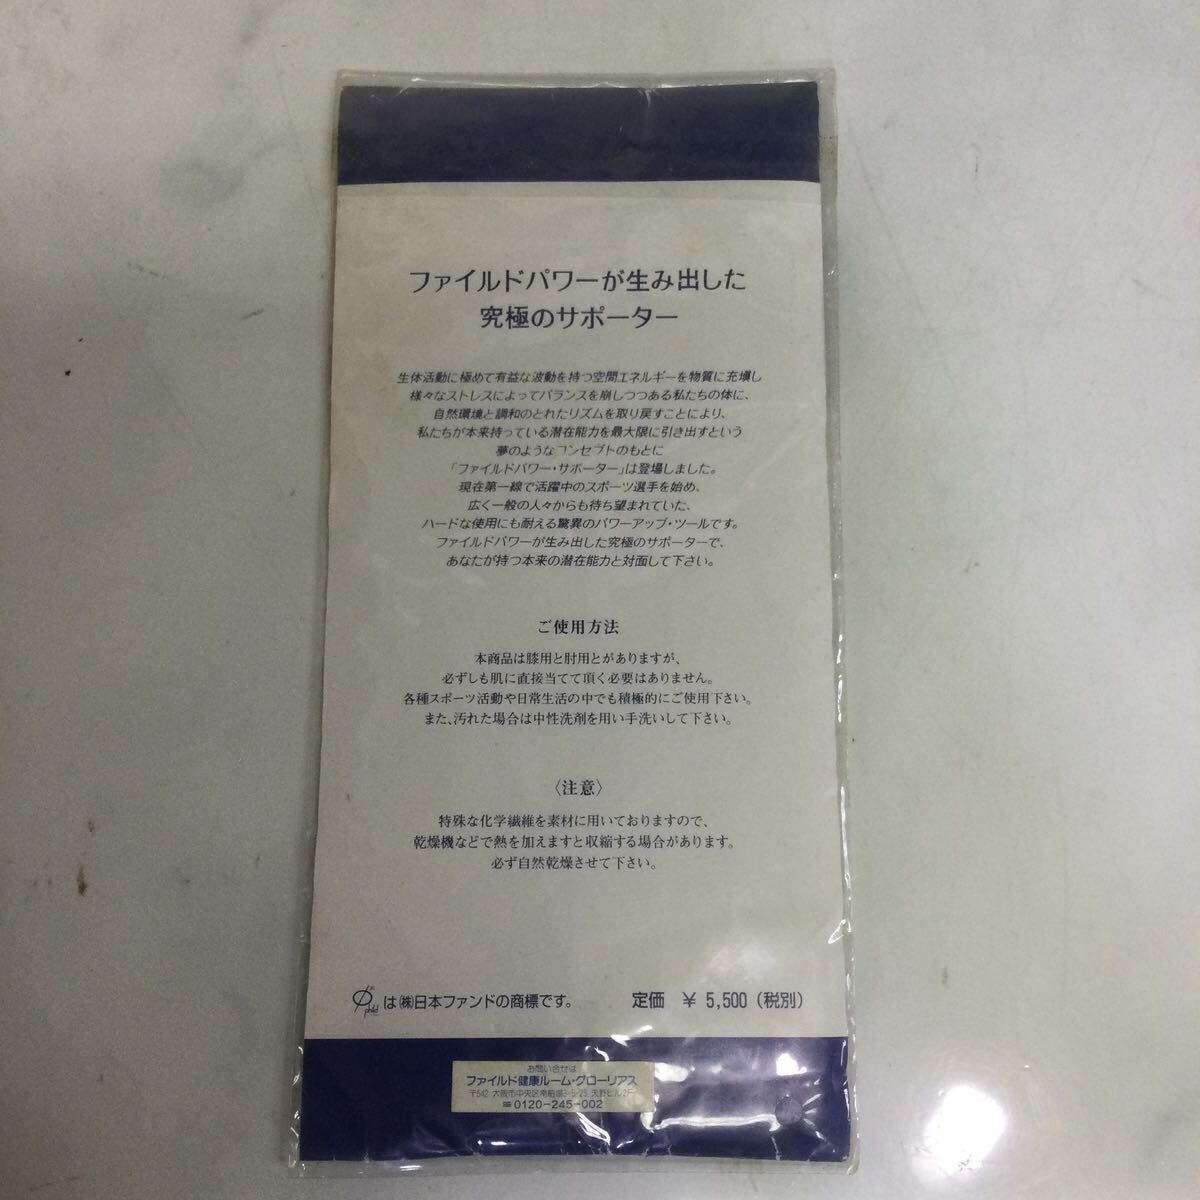 ファイルドパワーが生み出した
究極のサポーター
生体活動に極めて有益な波動を持つ空間エネルギーを物質に充填し
様々なストレスによってバランスを崩しつつある私たちの体に、
自然環境と調和のとれたリズムを取り戻すことにより、
私たちが本来持っている潜在能力を最大限に引き出すという
夢のようなコンセプトのもとに
「ファイルドパワー・サポーター」は登場しました。
現在第一線で活躍中のスポーツ選手を始め、
広く一般の人々からも待ち望まれていた、
ハードな使用にも耐える驚異のパワーアップ・ツールです。
ファイルドパワーが生み出した究極のサポーターで、
あなたが持つ本来の潜在能力と対面して下さい。
ご使用方法
本商品は膝用と肘用とがありますが、
必ずしも肌に直接当てて頂く必要はありません。
各種スポーツ活動や日常生活の中でも積極的にご使用下さい。
また、汚れた場合は中性洗剤を用い手洗いして下さい。
〈注意〉
特殊な化学繊維を素材に用いておりますので、
乾燥機などで熱を加えますと収縮する場合があります。
必ず自然乾燥させて下さい。
phild は㈱日本ファンドの商標です。 定価 ¥ 5,500（税別）
お問い合せは
ファイルド健康ルーム・グローリアス
〒542 大阪市中央区南船場3-5-25 天野ビル2F
0120-245-002